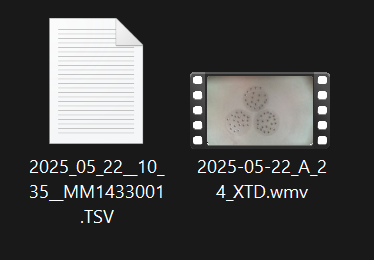 2025_05_22__10_
35__MM1433001
.TSV
2025-05-22_A_2
4_XTD.wmv